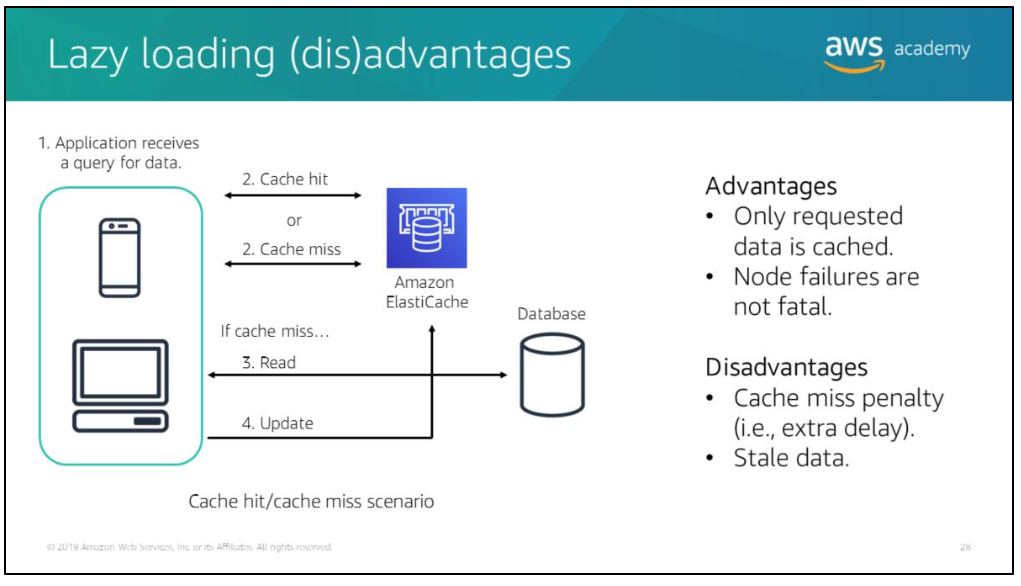 Lazy loading (dis)advantages
aws academy
1. Application receives
a query for data.
2. Cache hit
or
2. Cache miss
Amazon
ElastiCache
If cache miss...
3. Read
Database
4. Update
Cache hit/cache miss scenario
Advantages
• Only requested
data is cached.
• Node failures are
not fatal.
Disadvantages
• Cache miss penalty
(i.e., extra delay).
• Stale data.
© 2019 Amazon Web Services, Inc. or its Affiliates. All rights reserved.
28